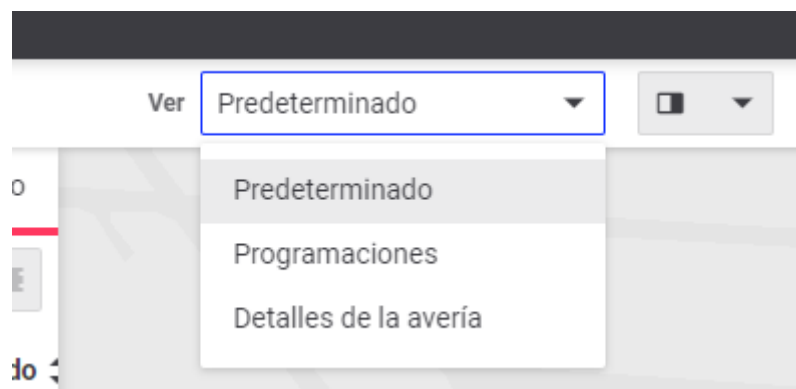 Ver Predeterminado
Predeterminado
Programaciones
Detalles de la avería